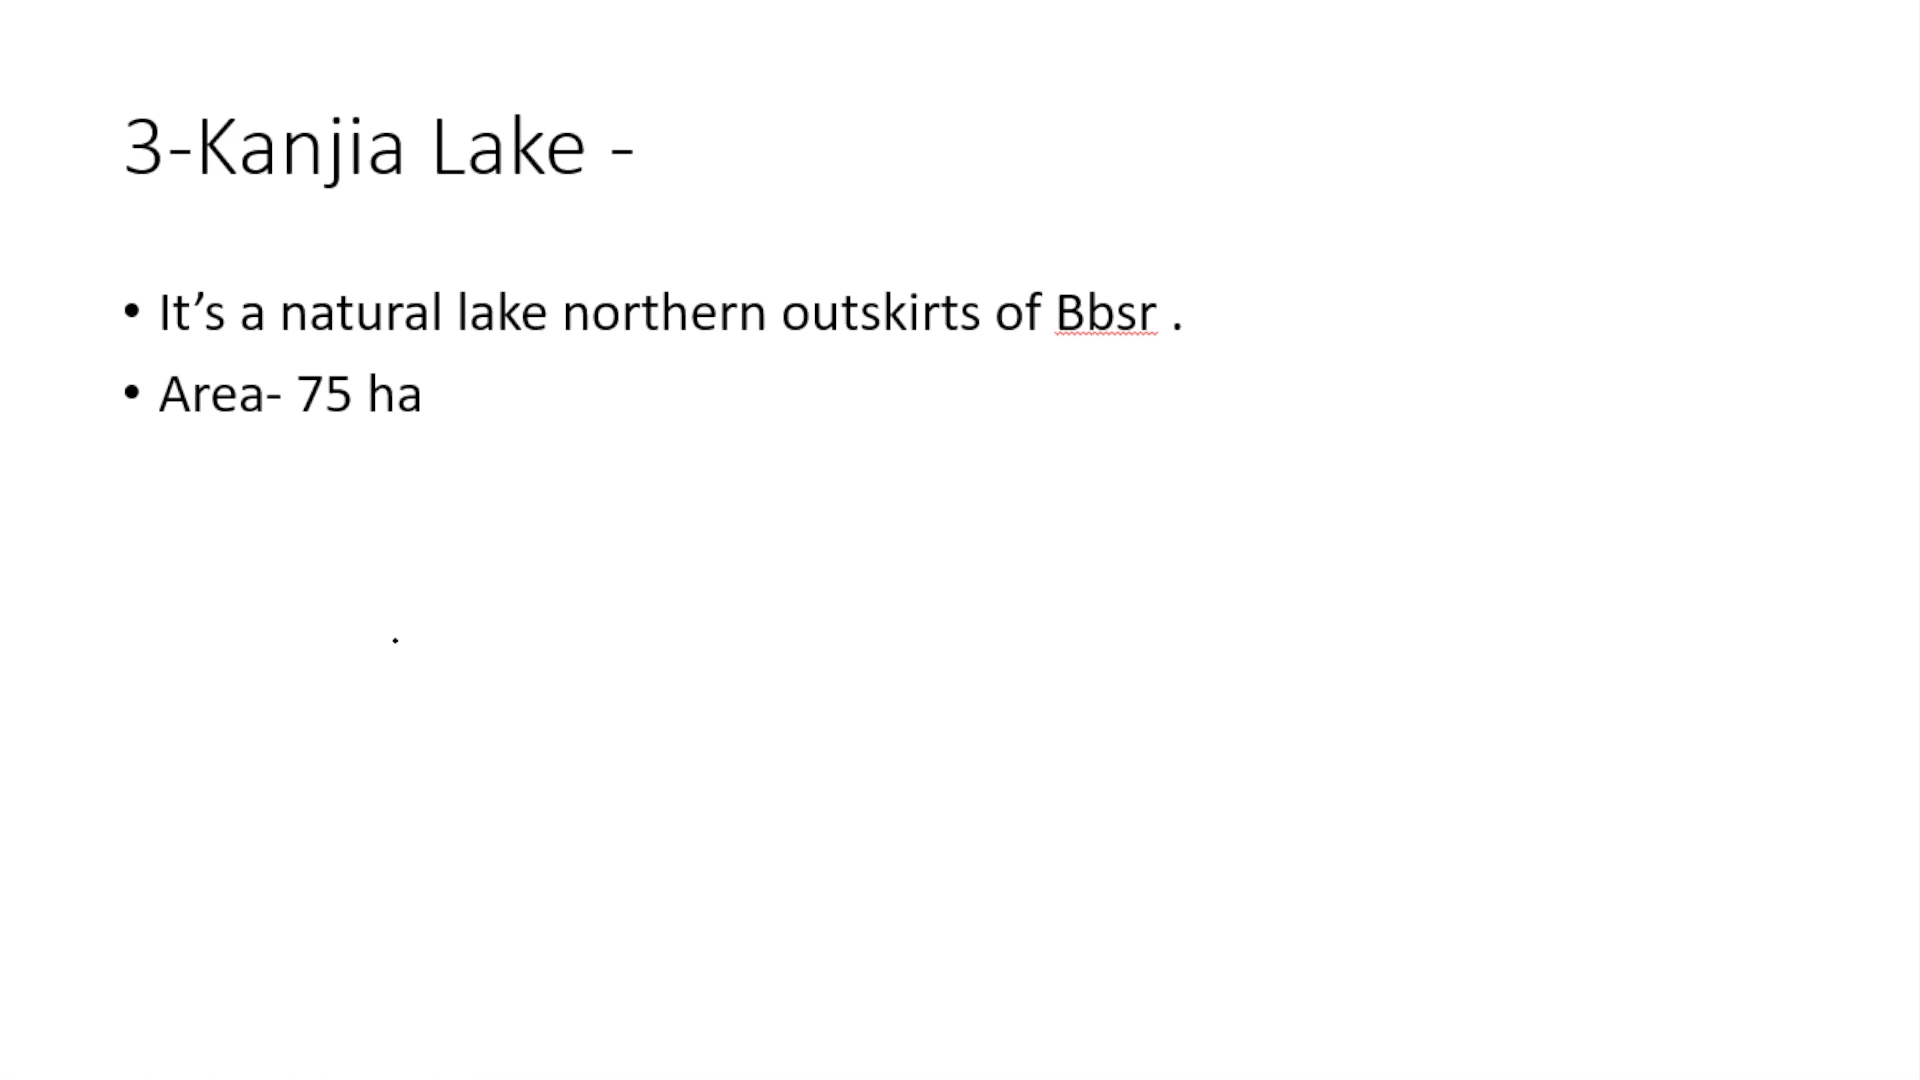 3-Kanjia Lake -
• It’s a natural lake northern outskirts of Bbsr .
• Area- 75 ha